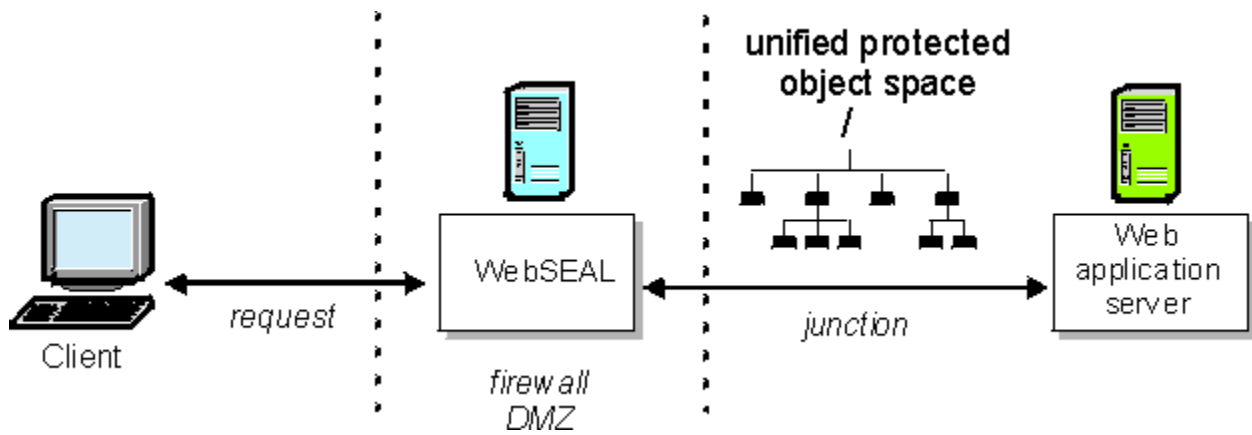 unified protected
object space
/
WebSEAL
Web
application
server
request
junction
Client
firewall
DMZ